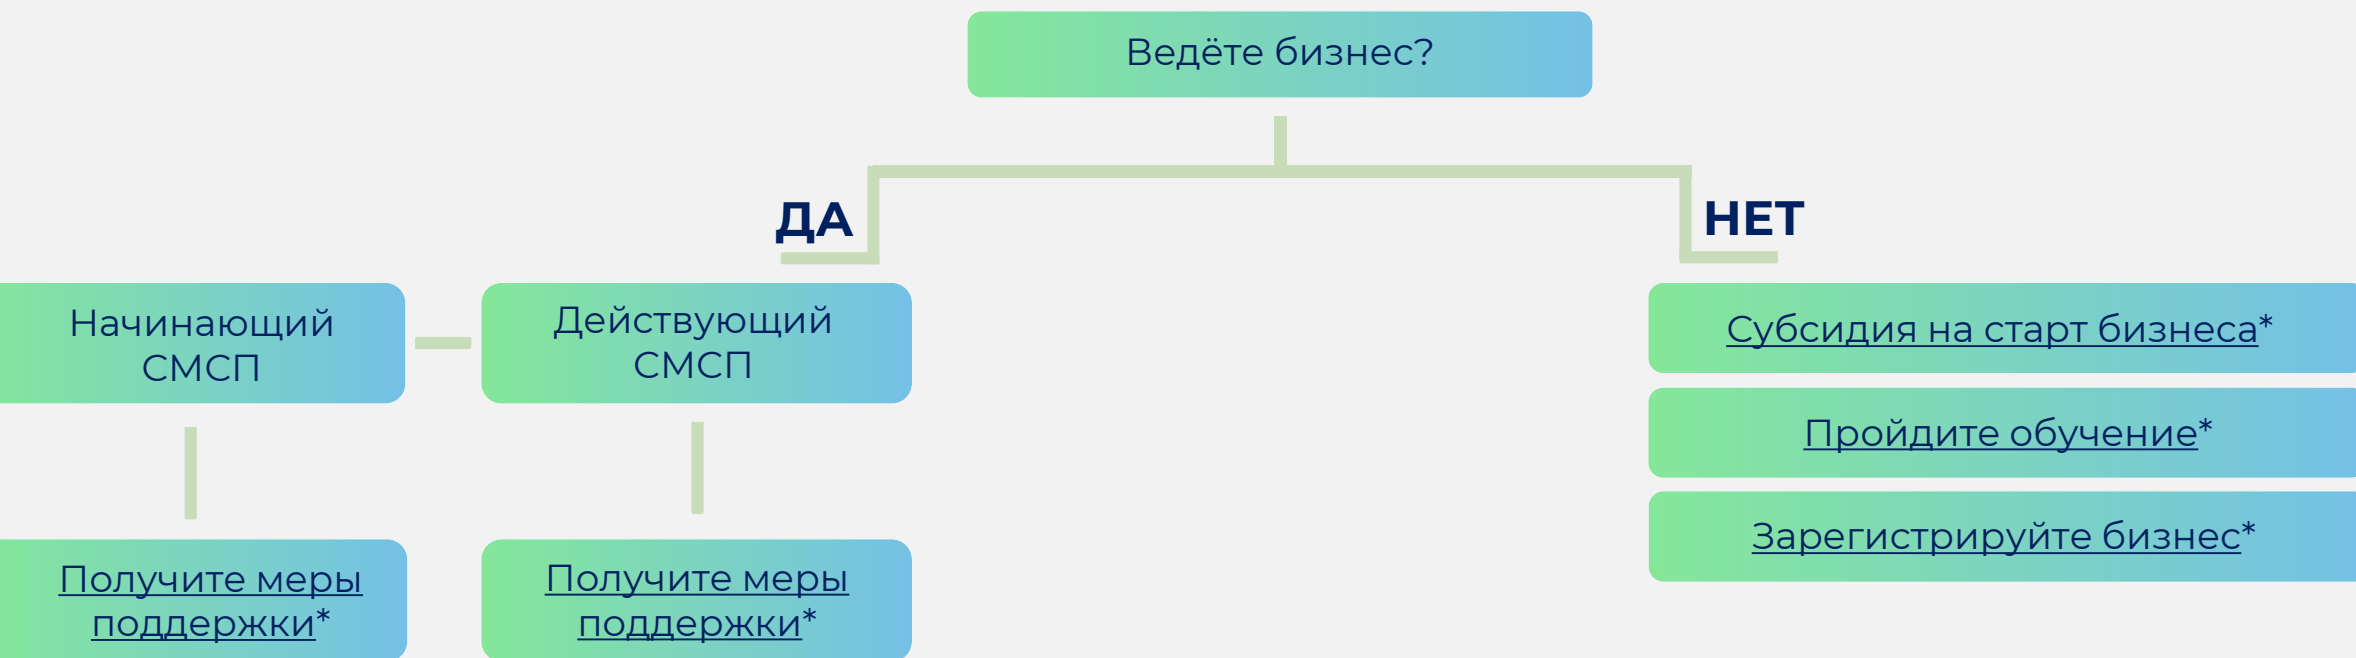 Ведёте бизнес?
ДА
НЕТ
Начинающий
СМСП
Действующий
СМСП
Получите меры
поддержки*
Получите меры
поддержки*
Субсидия на старт бизнеса*
Пройдите обучение*
Зарегистрируйте бизнес*